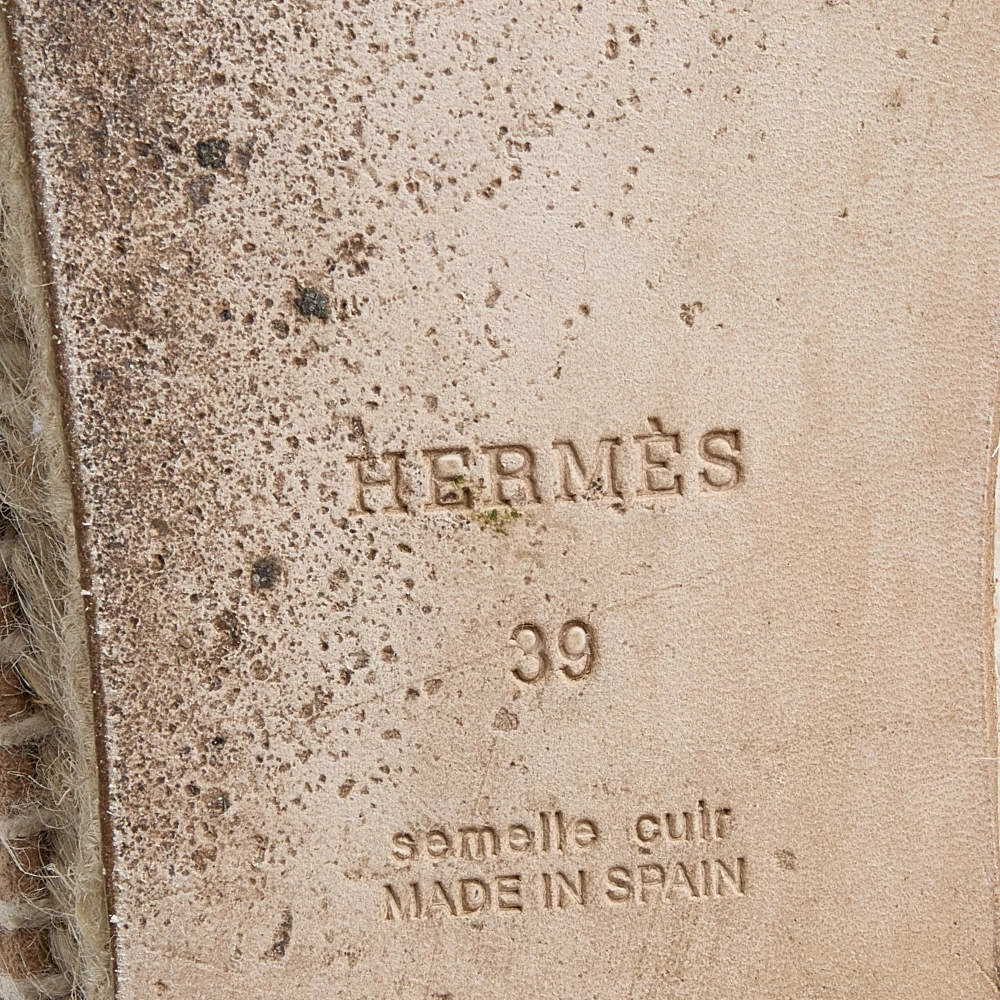 HERMÈS
39
semelle cuir
MADE IN SPAIN